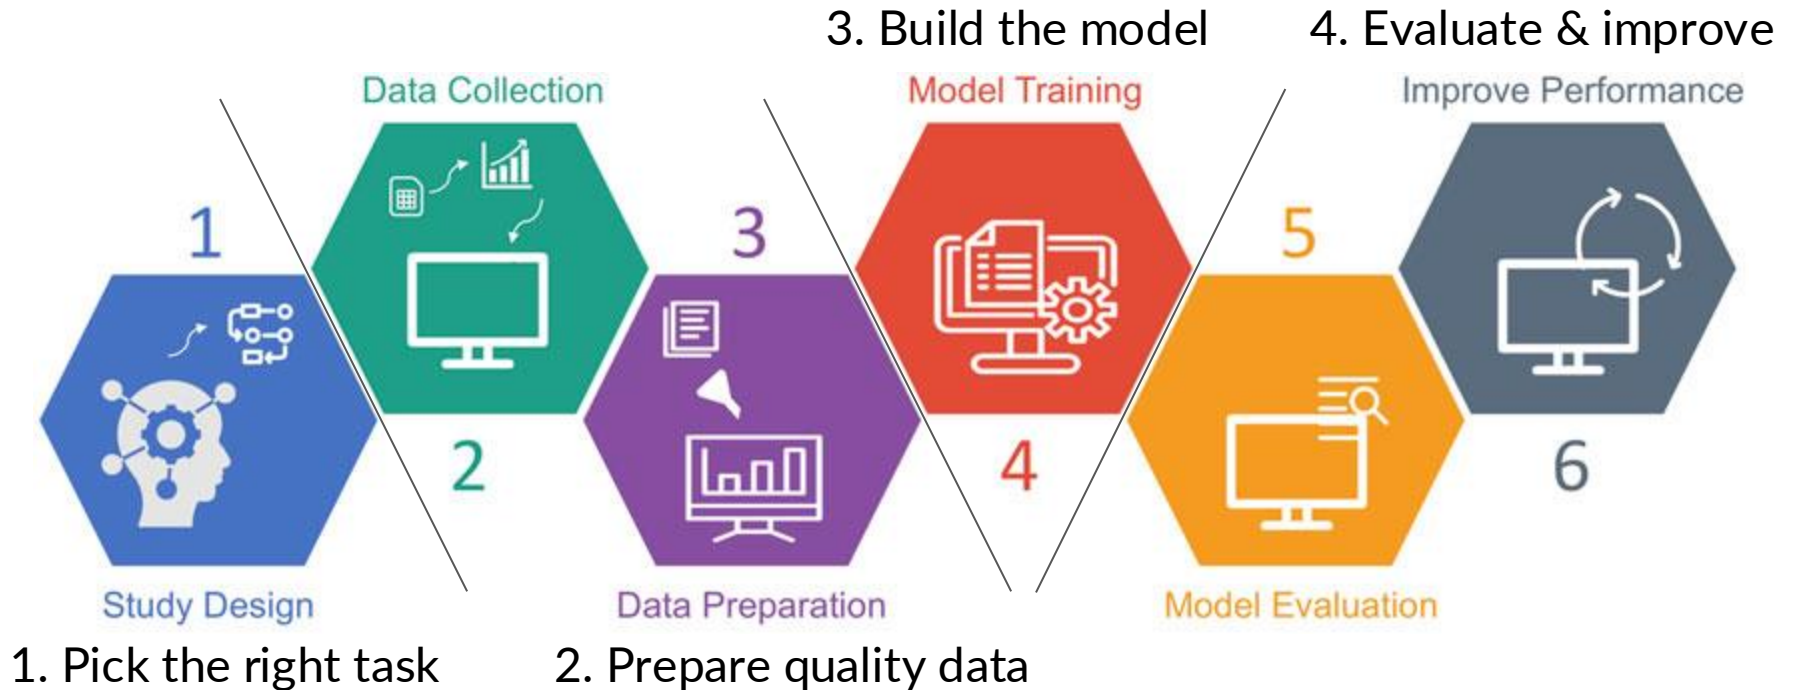 3. Build the model
4. Evaluate & improve
Data Collection
Model Training
Improve Performance
1
3
5
2
4
6
Study Design
Data Preparation
Model Evaluation
1. Pick the right task
2. Prepare quality data